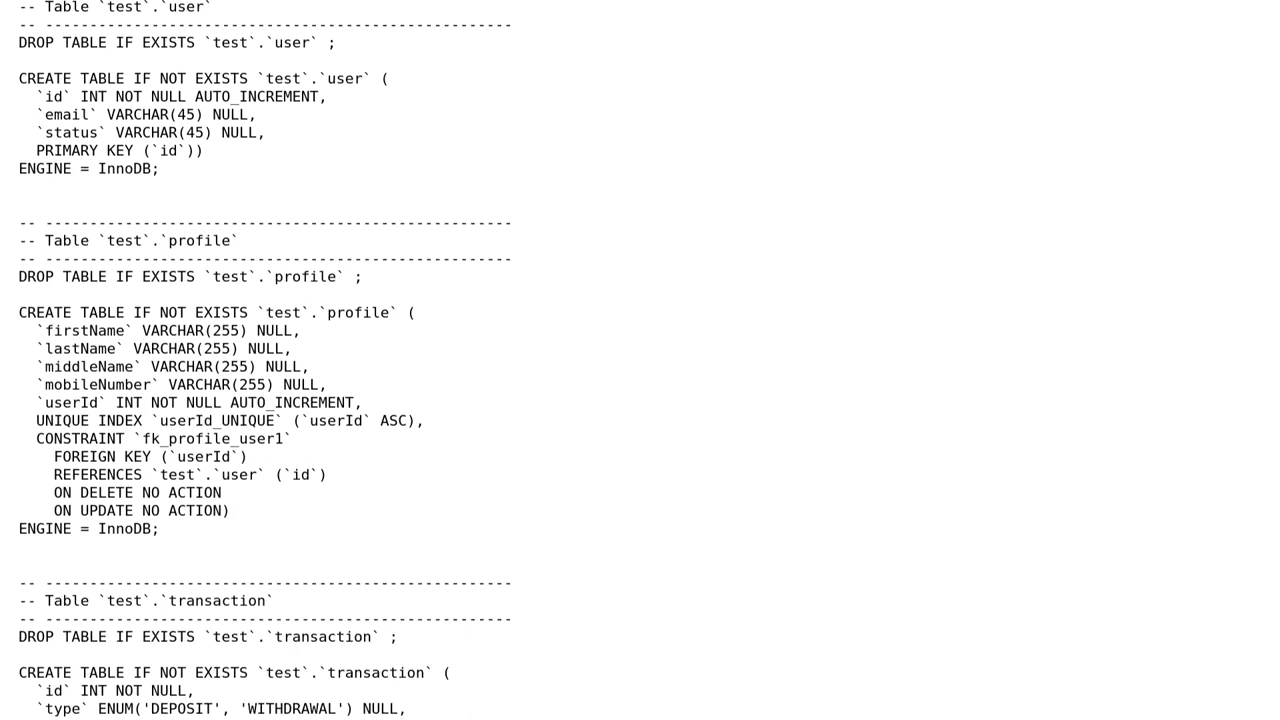 -- Table `test`.`user`
-- -----------------------------------------------------
DROP TABLE IF EXISTS `test`.`user` ;
CREATE TABLE IF NOT EXISTS `test`.`user` (
  `id` INT NOT NULL AUTO_INCREMENT,
  `email` VARCHAR(45) NULL,
  `status` VARCHAR(45) NULL,
  PRIMARY KEY (`id`))
ENGINE = InnoDB;
-- -----------------------------------------------------
-- Table `test`.`profile`
-- -----------------------------------------------------
DROP TABLE IF EXISTS `test`.`profile` ;
CREATE TABLE IF NOT EXISTS `test`.`profile` (
  `firstName` VARCHAR(255) NULL,
  `lastName` VARCHAR(255) NULL,
  `middleName` VARCHAR(255) NULL,
  `mobileNumber` VARCHAR(255) NULL,
  `userId` INT NOT NULL AUTO_INCREMENT,
  UNIQUE INDEX `userId_UNIQUE` (`userId` ASC),
  CONSTRAINT `fk_profile_user1`
    FOREIGN KEY (`userId`)
    REFERENCES `test`.`user` (`id`)
    ON DELETE NO ACTION
    ON UPDATE NO ACTION)
ENGINE = InnoDB;
-- -----------------------------------------------------
-- Table `test`.`transaction`
-- -----------------------------------------------------
DROP TABLE IF EXISTS `test`.`transaction` ;
CREATE TABLE IF NOT EXISTS `test`.`transaction` (
  `id` INT NOT NULL,
  `type` ENUM('DEPOSIT', 'WITHDRAWAL') NULL,